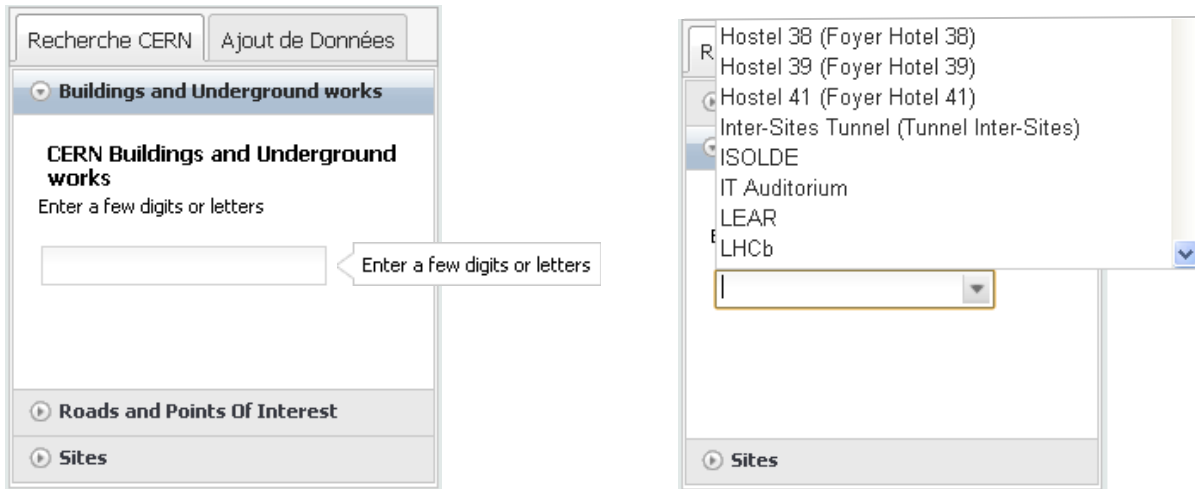 Recherche CERN
Ajout de Données
Buildings and Underground works
CERN Buildings and Underground
works
Enter a few digits or letters
Enter a few digits or letters
Roads and Points Of Interest
Sites
R
Hostel 38 (Foyer Hotel 38)
Hostel 39 (Foyer Hotel 39)
Hostel 41 (Foyer Hotel 41)
Inter-Sites Tunnel (Tunnel Inter-Sites)
ISOLDE
IT Auditorium
LEAR
LHCb
Sites